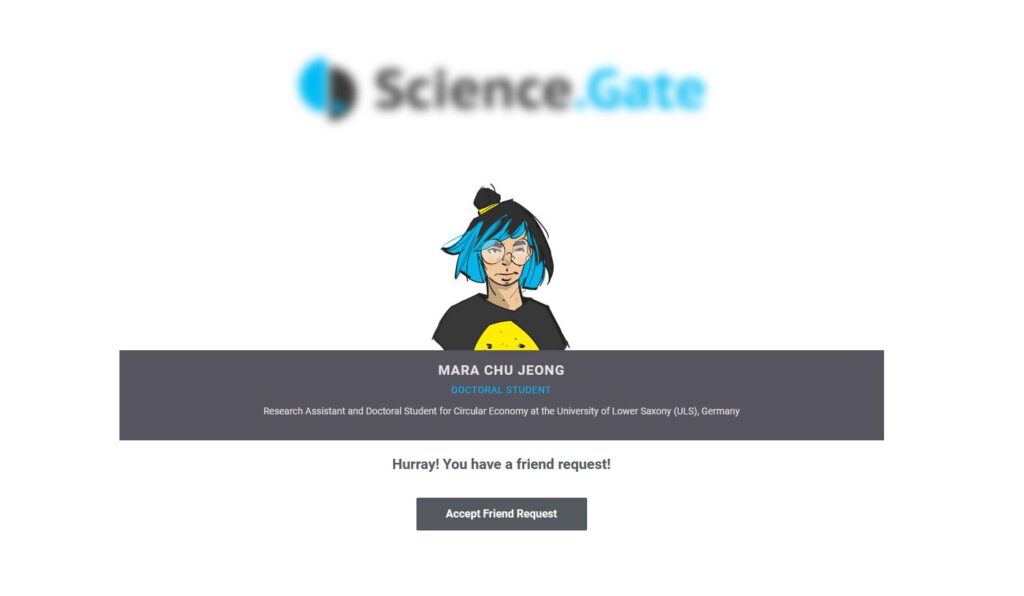 Science.Gate
MARA CHU JEONG
DOCTORAL STUDENT
Research Assistant and Doctoral Student for Circular Economy at the University of Lower Saxony (ULS), Germany
Hurray! You have a friend request!
Accept Friend Request